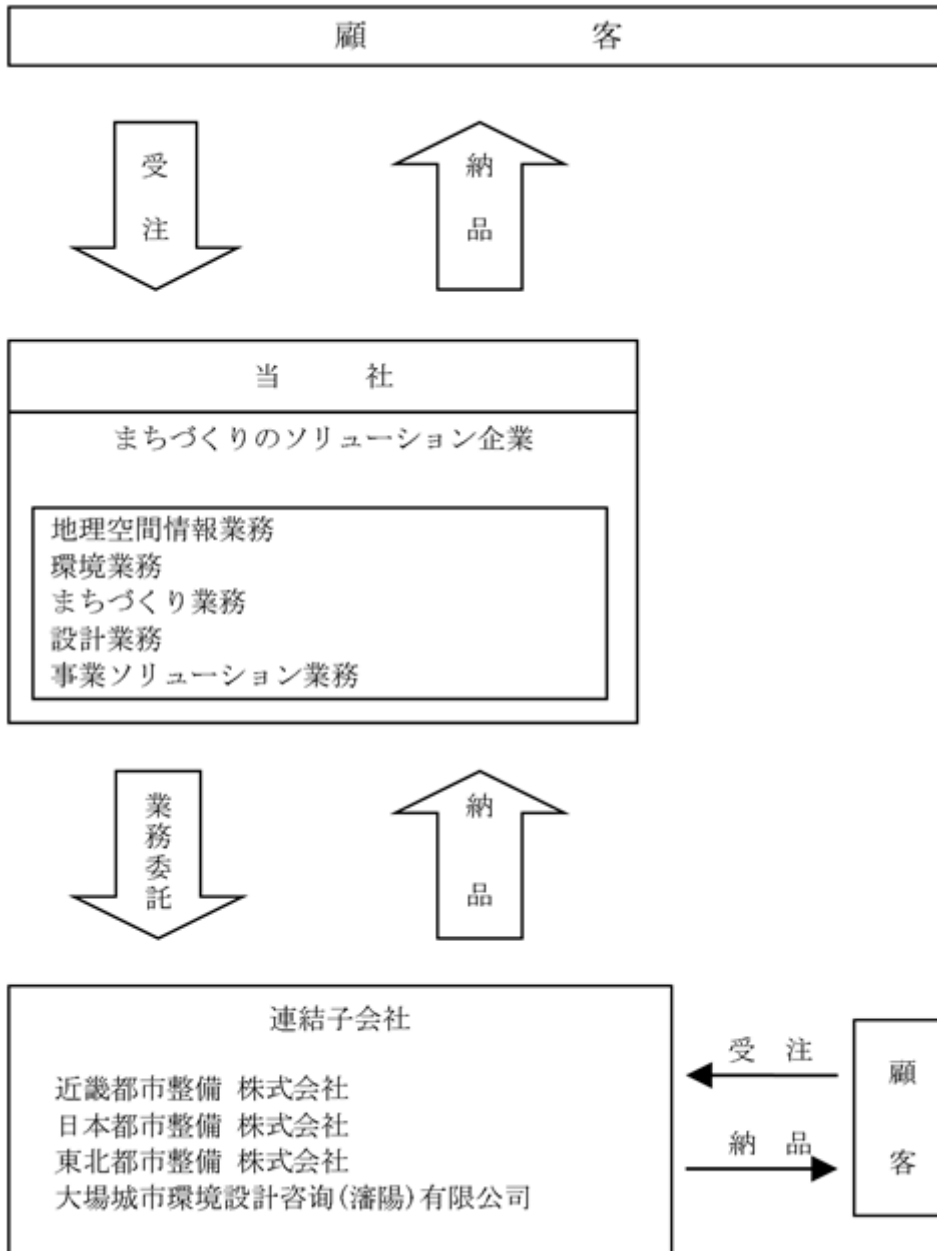 顧 客
受注
納品
当 社
まちづくりのソリューション企業
地理空間情報業務
環境業務
まちづくり業務
設計業務
事業ソリューション業務
業務委託
納品
連結子会社
近畿都市整備 株式会社
日本都市整備 株式会社
東北都市整備 株式会社
大場城市環境設計咨询(瀋陽)有限公司
受 注
納 品
顧客